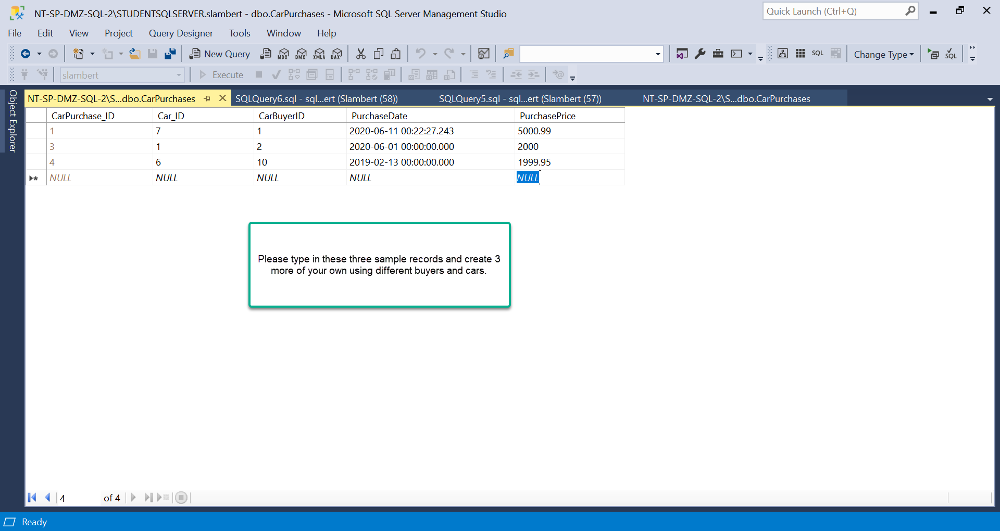 NT-SP-DMZ-SQL-2\STUDENTSQLSERVER.slambert - dbo.CarPurchases - Microsoft SQL Server Management Studio
Quick Launch (Ctrl+Q)
File Edit View Project Query Designer Tools Window Help
New Query MDX DMX XMLA DAX SQL Change Type SQL
slambert Execute
Object Explorer
NT-SP-DMZ-SQL-2\S...dbo.CarPurchases SQLQuery6.sql - sql...ert (Slambert (58)) SQLQuery5.sql - sql...ert (Slambert (57)) NT-SP-DMZ-SQL-2\S...dbo.CarPurchases
CarPurchase_ID Car_ID CarBuyerID PurchaseDate PurchasePrice
1 7 1 2020-06-11 00:22:27.243 5000.99
3 1 2 2020-06-01 00:00:00.000 2000
4 6 10 2019-02-13 00:00:00.000 1999.95
NULL NULL NULL NULL NULL
Please type in these three sample records and create 3
more of your own using different buyers and cars.
4 of 4
Ready